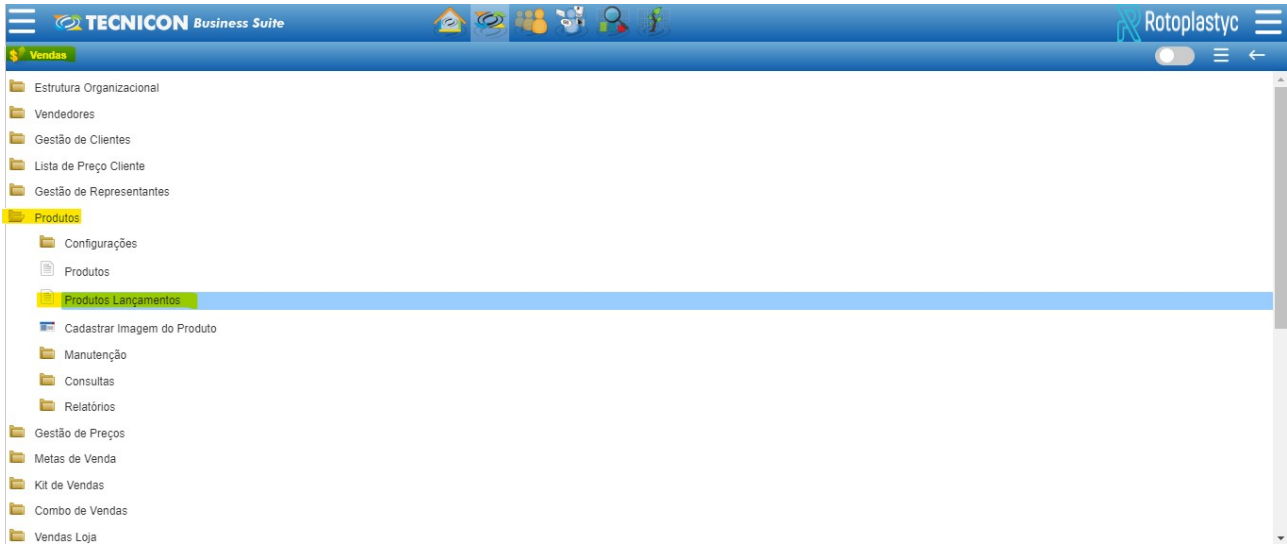 TECNICON Business Suite
Rotoplastyc
Vendas
Estrutura Organizacional
Vendedores
Gestão de Clientes
Lista de Preço Cliente
Gestão de Representantes
Produtos
Configurações
Produtos
Produtos Lançamentos
Cadastrar Imagem do Produto
Manutenção
Consultas
Relatórios
Gestão de Preços
Metas de Venda
Kit de Vendas
Combo de Vendas
Vendas Loja